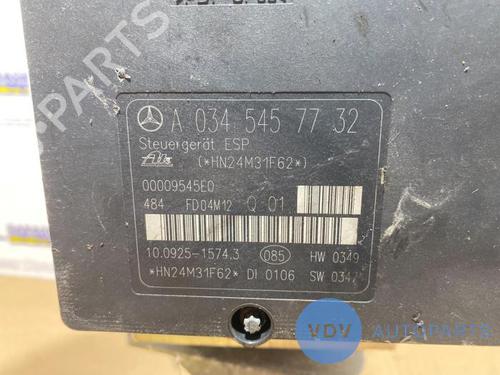 A 034 545 77 32
Steuergerät ESP
Ate (*HN24M31F62*)
00009545E0
484 FD04M12 Q 01
10.0925-1574.3 085 HW 0349
*HN24M31F62* DI 0106 SW 0347
VDV AUTOPARTS